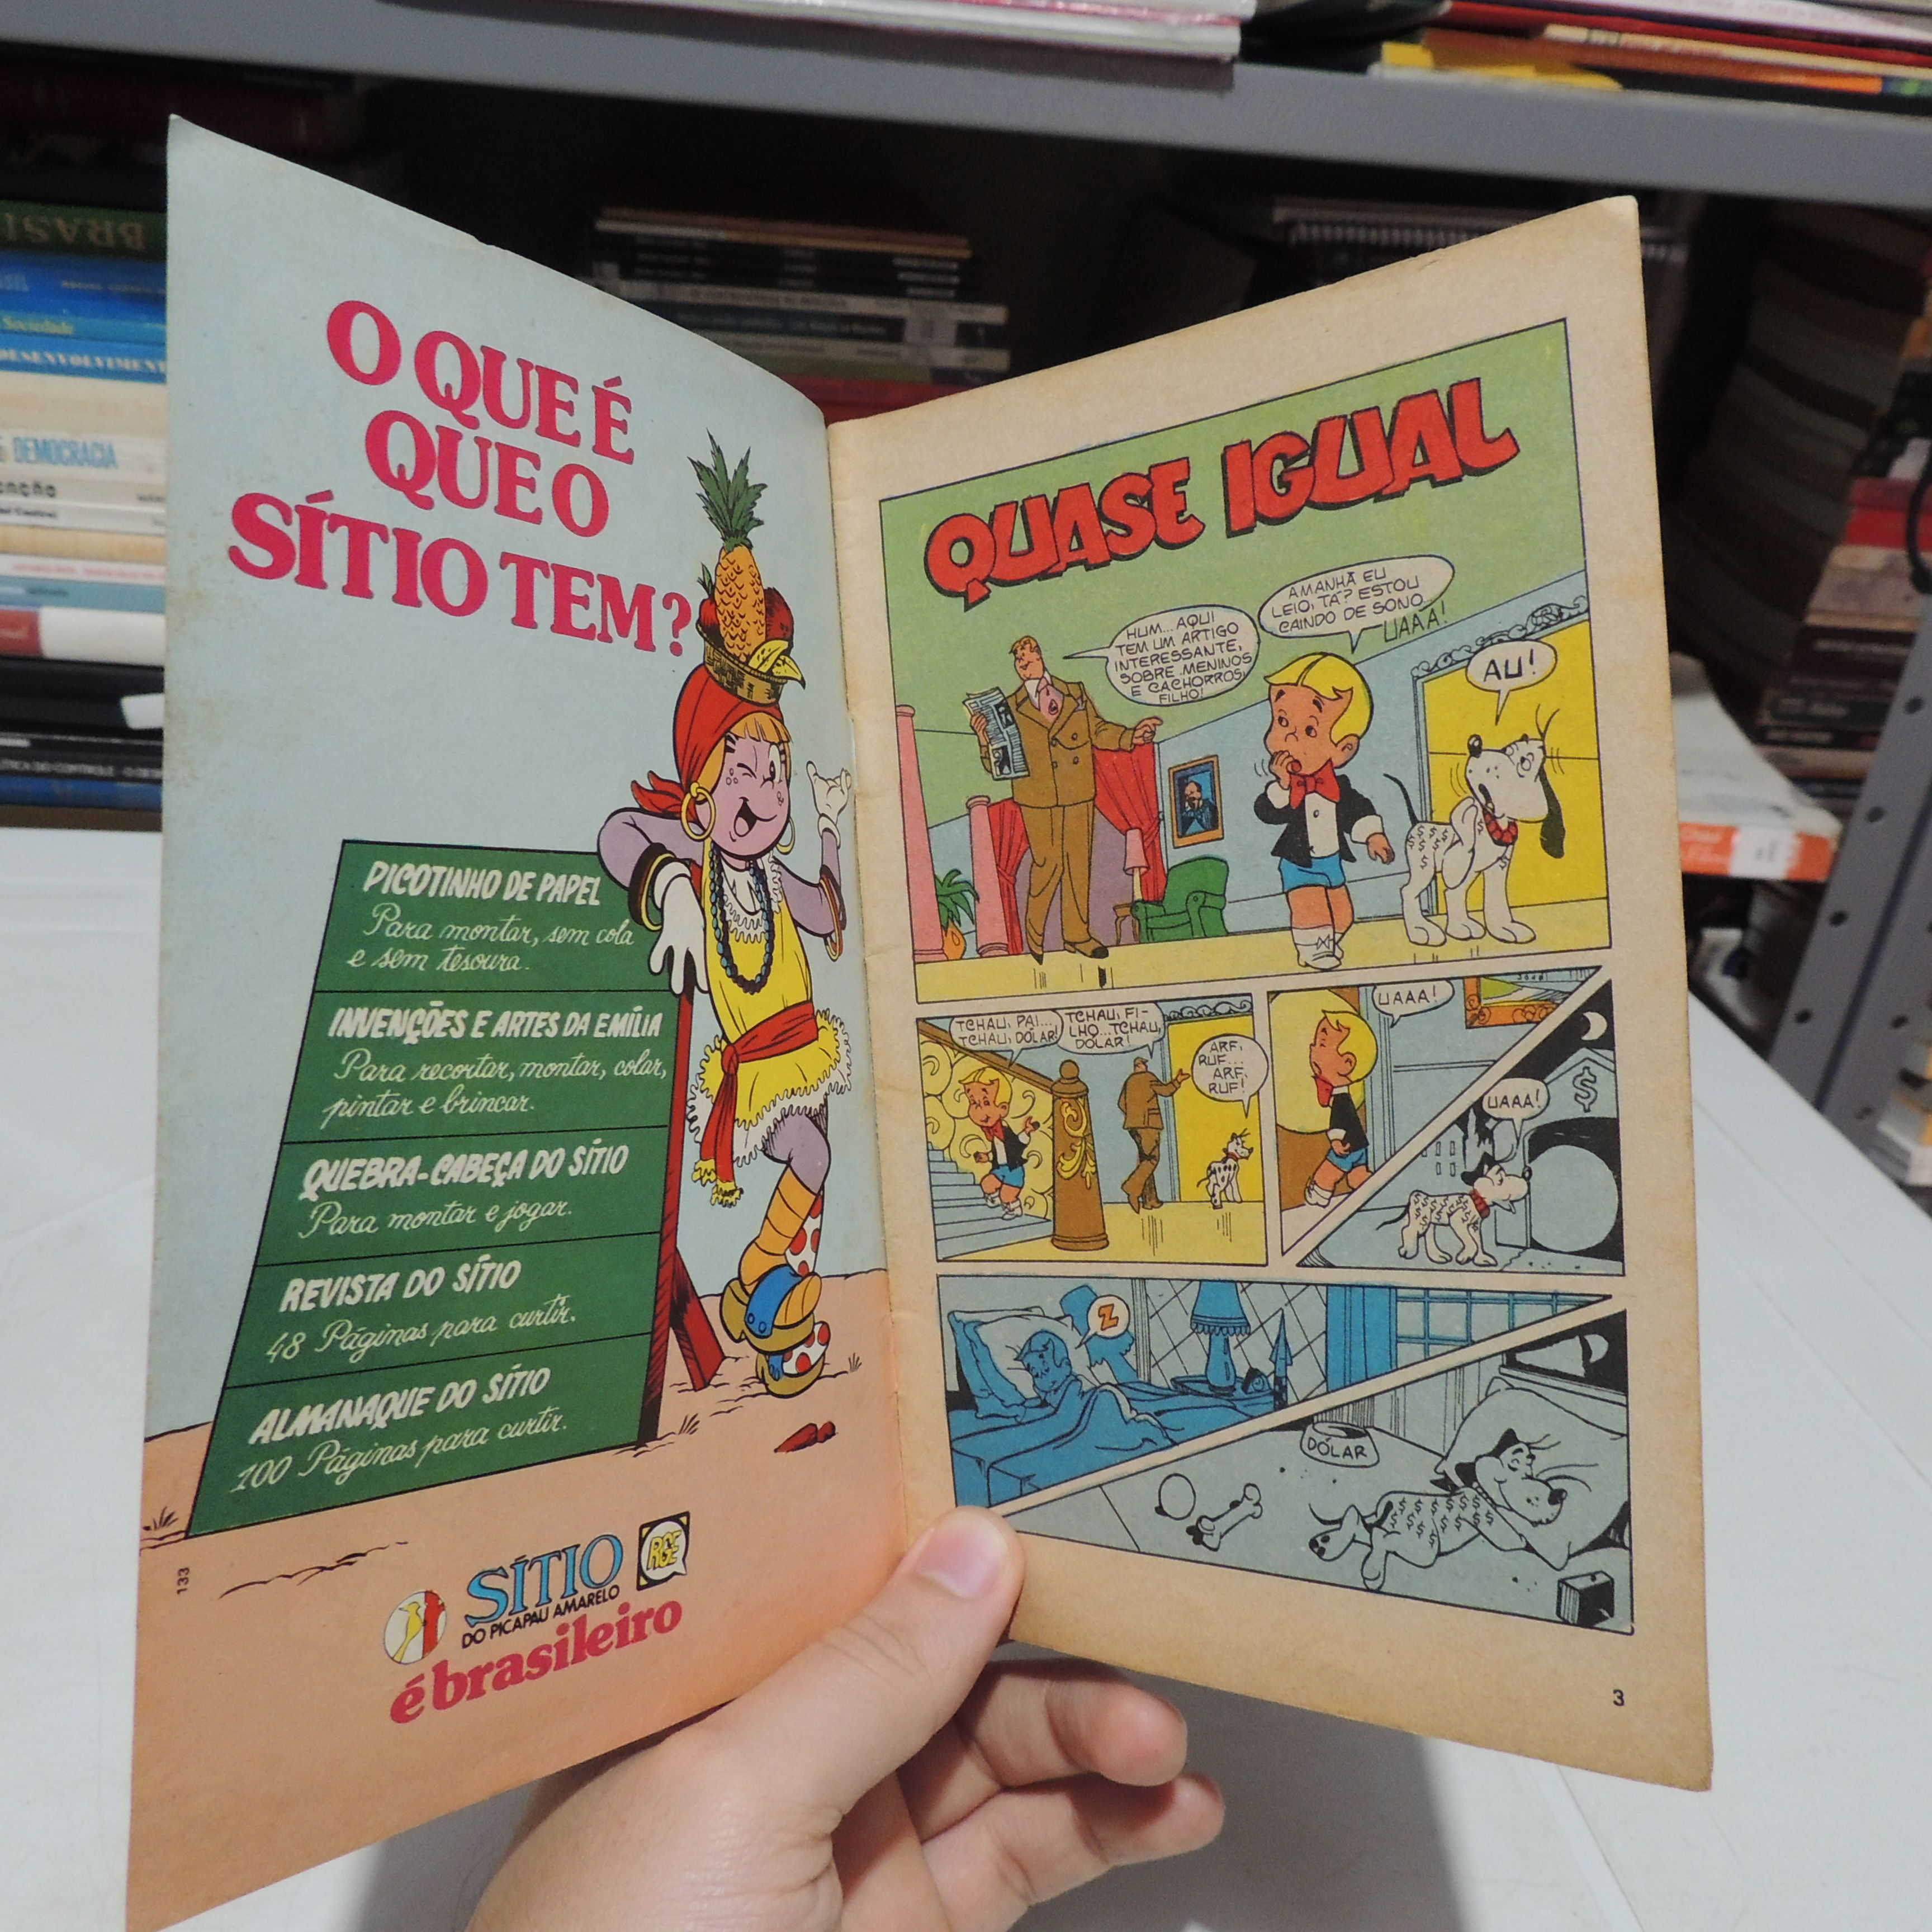 O QUE É
QUE O
SÍTIO TEM?
PICOTINHO DE PAPEL
Para montar, sem cola
e sem tesoura.
INVENÇÕES E ARTES DA EMÍLIA
Para recortar, montar, colar,
pintar e brincar.
QUEBRA-CABEÇA DO SÍTIO
Para montar e jogar.
REVISTA DO SÍTIO
48 Páginas para curtir.
ALMANAQUE DO SÍTIO
100 Páginas para curtir.
133
SÍTIO
DO PICAPAU AMARELO
RGE
é brasileiro
QUASE IGUAL
HUM... AQUI
TEM UM ARTIGO
INTERESSANTE,
SOBRE MENINOS
E CACHORROS,
FILHO!
AMANHÃ EU
LEIO, TÁ? ESTOU
CAINDO DE SONO...
UAAA!
AU!
TCHAU, PAI...
TCHAU, DÓLAR!
TCHAU, FI-
LHO... TCHAU,
DÓLAR!
ARF,
RUF...
ARF,
RUF!
UAAA!
$
UAAA!
Z
DÓLAR
3
BRASI
Sociedade
DESENVOLVIMENT
E DEMOCRACIA